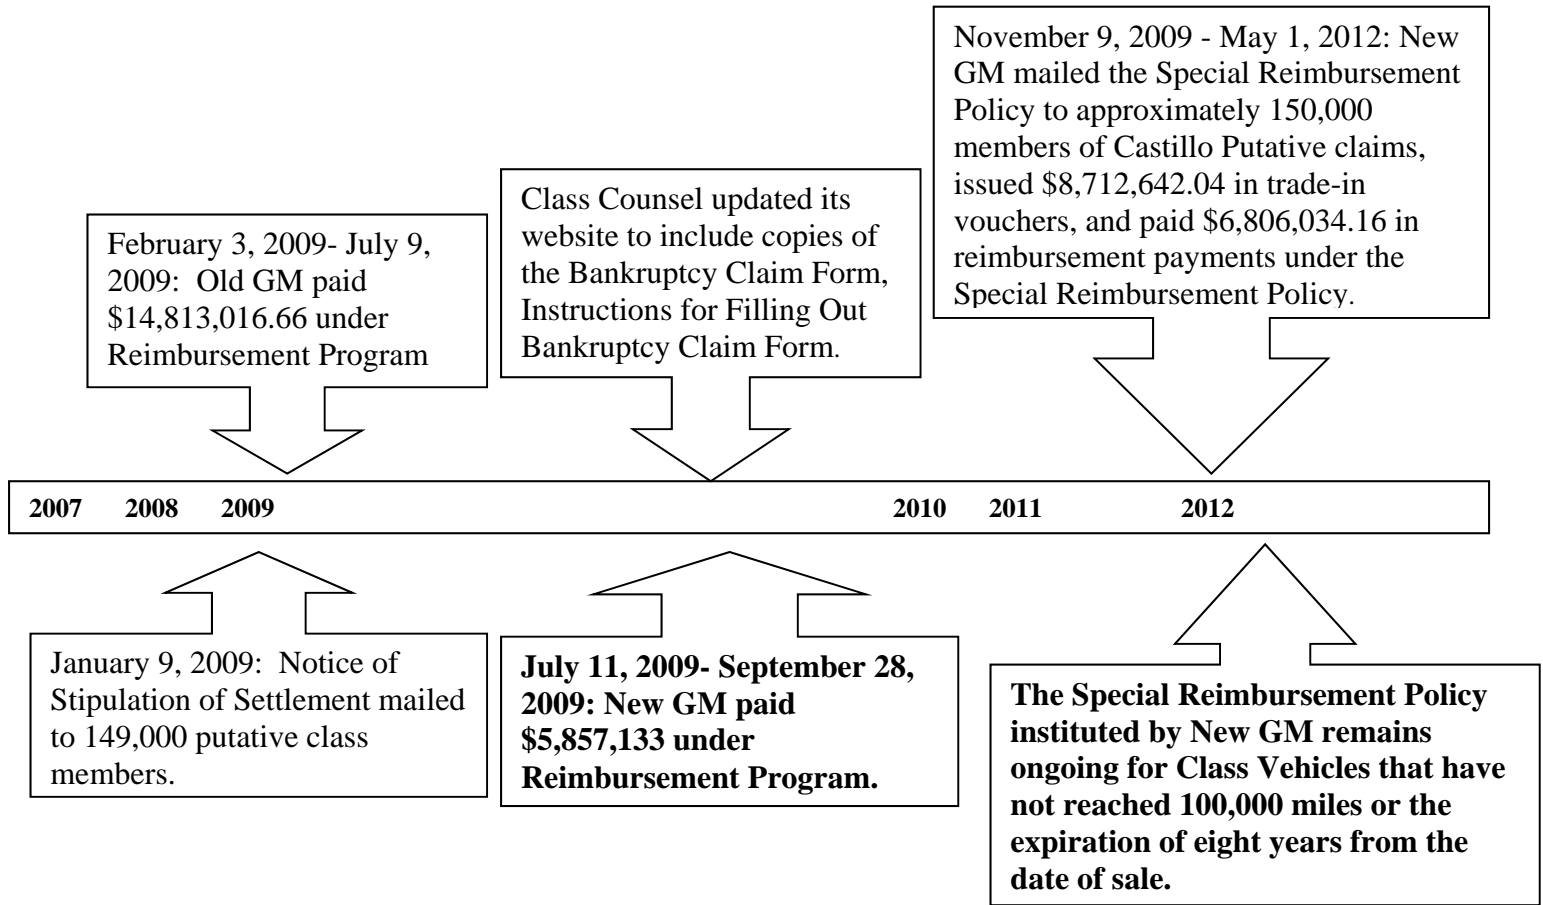 November 9, 2009 - May 1, 2012: New
GM mailed the Special Reimbursement
Policy to approximately 150,000
members of Castillo Putative claims,
issued $8,712,642.04 in trade-in
vouchers, and paid $6,806,034.16 in
reimbursement payments under the
Special Reimbursement Policy.
Class Counsel updated its
website to include copies of
the Bankruptcy Claim Form,
Instructions for Filling Out
Bankruptcy Claim Form.
February 3, 2009- July 9,
2009: Old GM paid
$14,813,016.66 under
Reimbursement Program
2007 2008 2009 2010 2011 2012
January 9, 2009: Notice of
Stipulation of Settlement mailed
to 149,000 putative class
members.
July 11, 2009- September 28,
2009: New GM paid
$5,857,133 under
Reimbursement Program.
The Special Reimbursement Policy
instituted by New GM remains
ongoing for Class Vehicles that have
not reached 100,000 miles or the
expiration of eight years from the
date of sale.